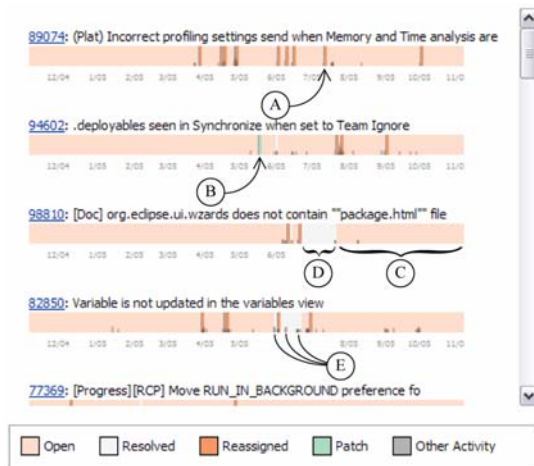 89074: (Plat) Incorrect profiling settings send when Memory and Time analysis are
12/04 1/05 2/05 3/05 4/05 5/05 6/05 7/05 8/05 9/05 10/05 11/0
A
94602: .deployables seen in Synchronize when set to Team Ignore
12/04 1/05 2/05 3/05 4/05 5/05 6/05 7/05 8/05 9/05 10/05 11/0
B
98810: [Doc] org.eclipse.ui.wzards does not contain ""package.html"" file
12/04 1/05 2/05 3/05 4/05 5/05 6/05
D C
82850: Variable is not updated in the variables view
12/04 1/05 2/05 3/05 4/05 5/05 8/05 9/05 10/05 11/0
E
77369: [Progress][RCP] Move RUN_IN_BACKGROUND preference fo
Open Resolved Reassigned Patch Other Activity